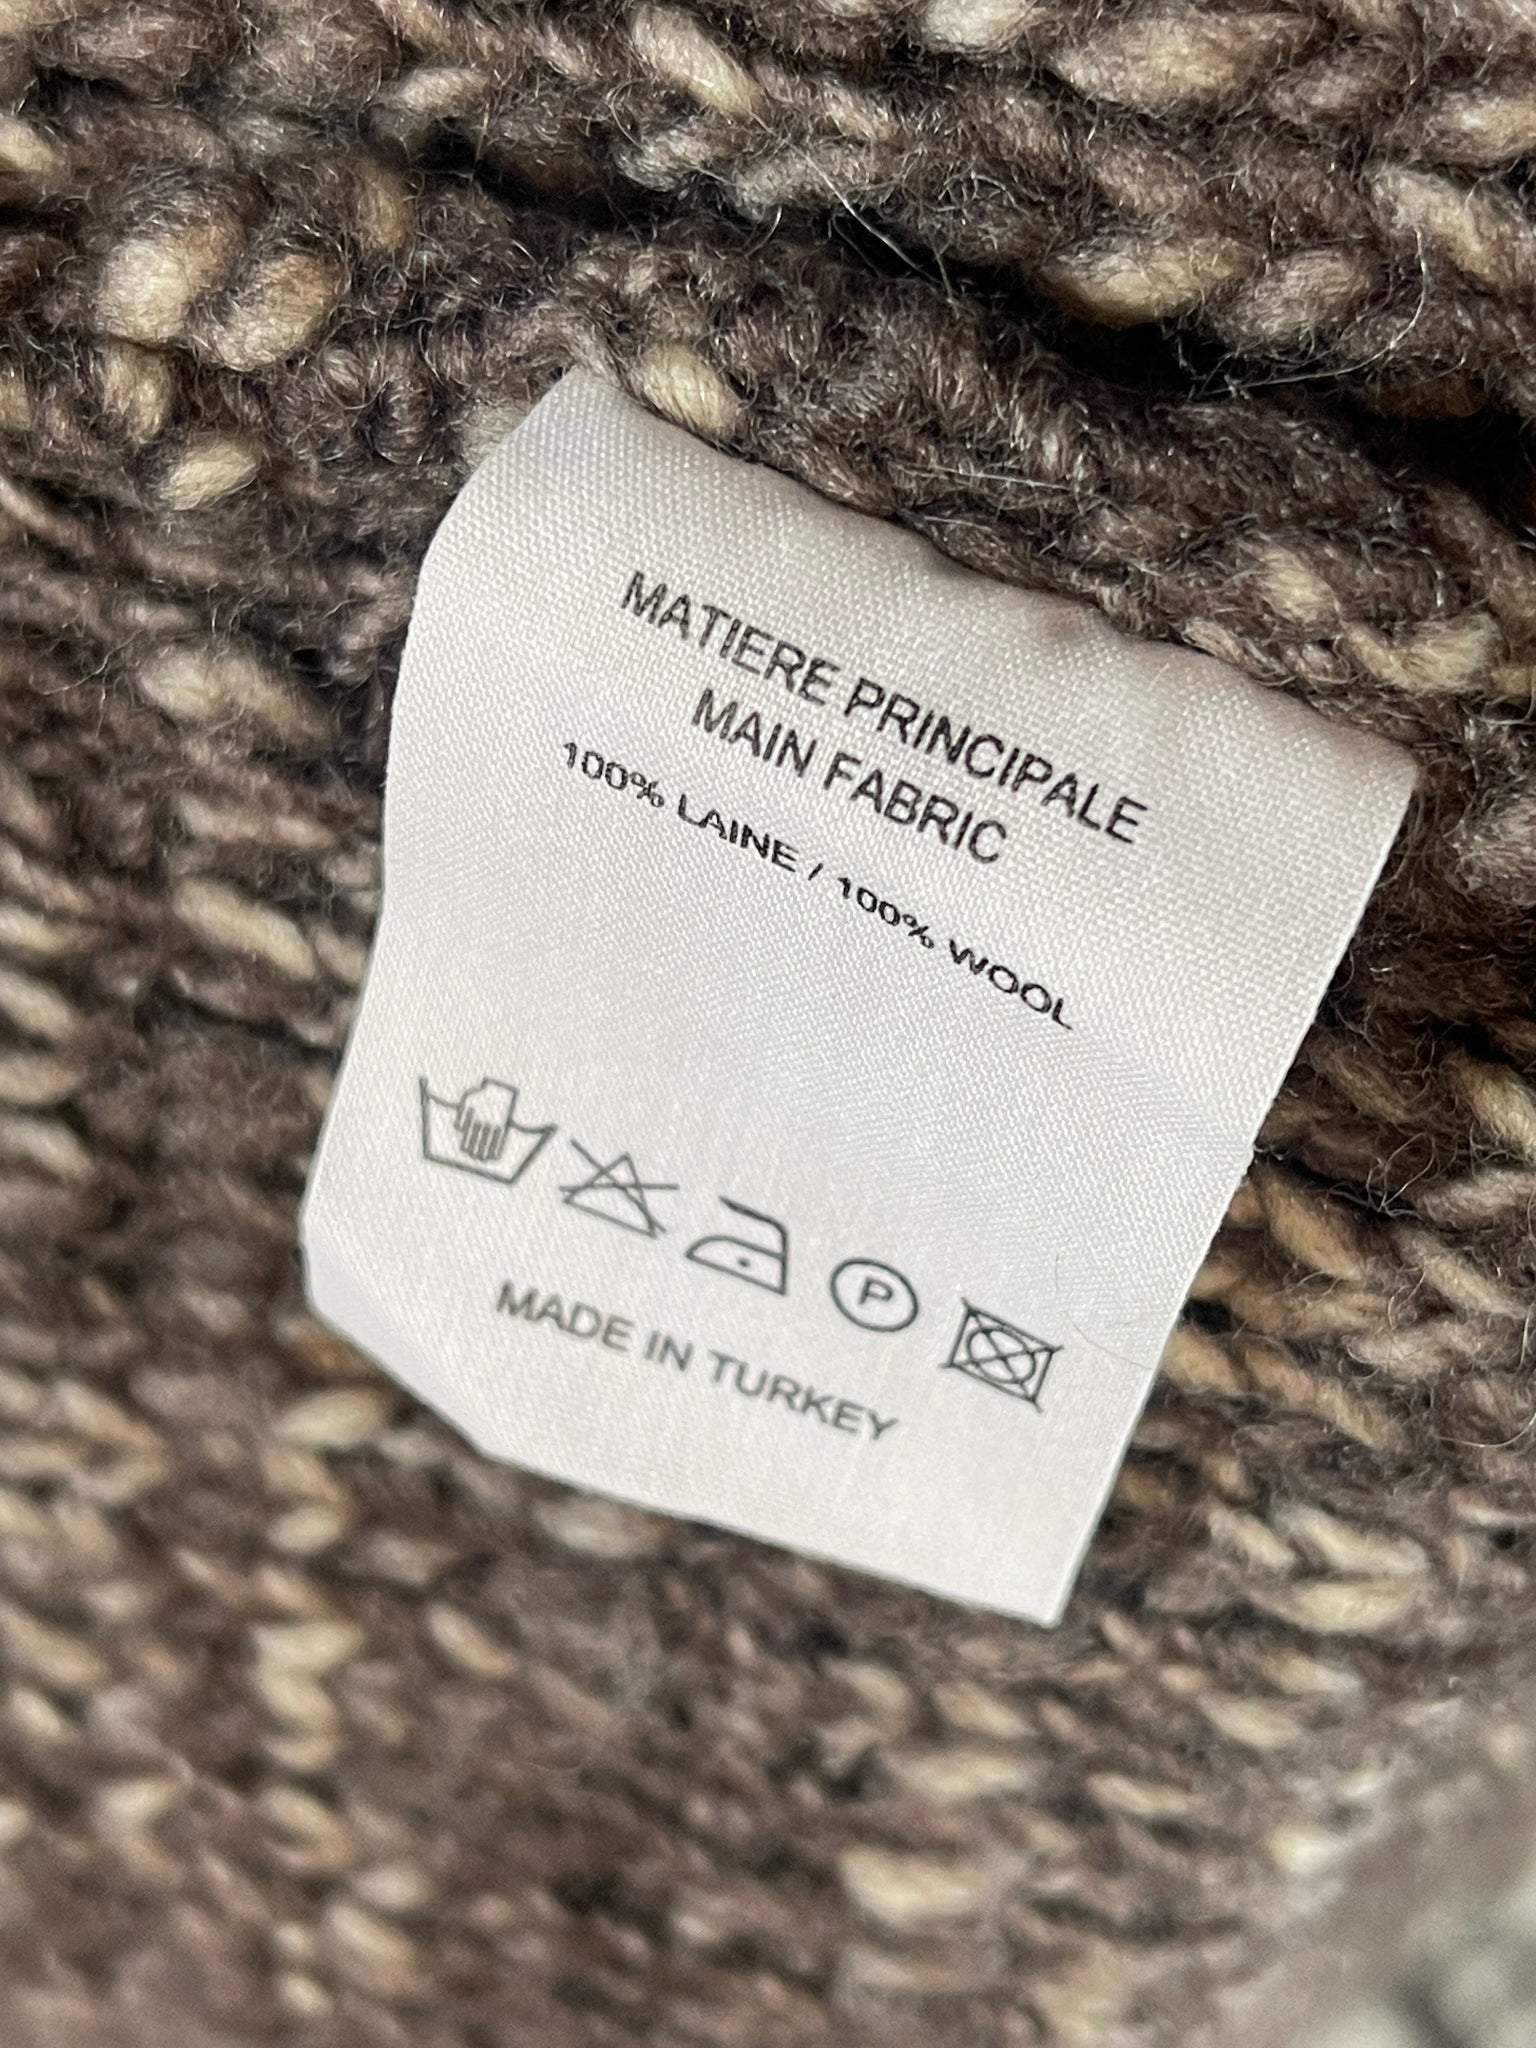 MATIERE PRINCIPALE
MAIN FABRIC
100% LAINE / 100% WOOL
P
MADE IN TURKEY